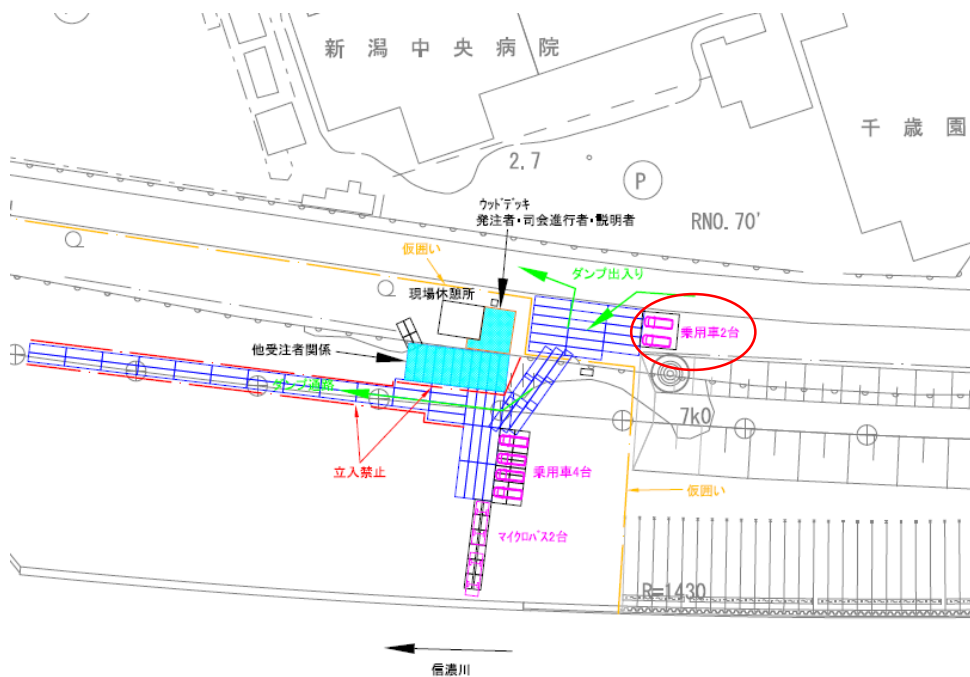 新潟中央病院
千歳園
2.7
P
RNO.70'
ウッドデッキ
発注者・司会進行者・説明者
仮囲い
ダンプ出入り
現場休憩所
乗用車2台
他受注者関係
ダンプ通路
7k0
立入禁止
乗用車4台
仮囲い
マイクロバス2台
R=1430
信濃川